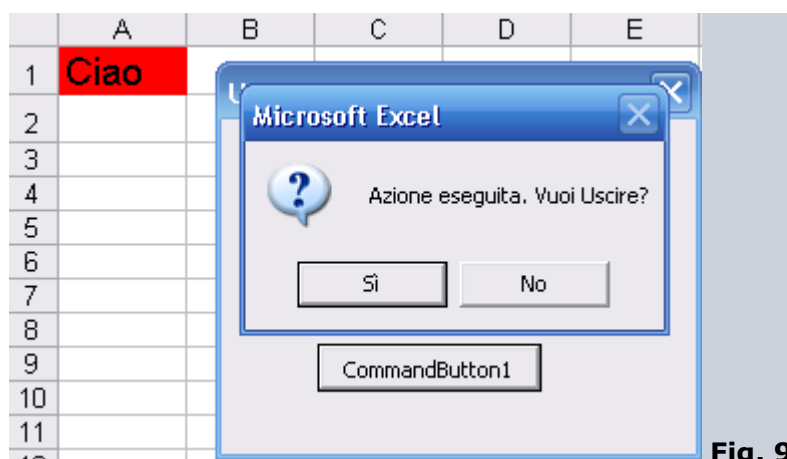 A B C D E
1 Ciao
2
3
4
5
6
7
8
9
10
11
Microsoft Excel
Azione eseguita. Vuoi Uscire?
Sì No
CommandButton1
Fig. 9